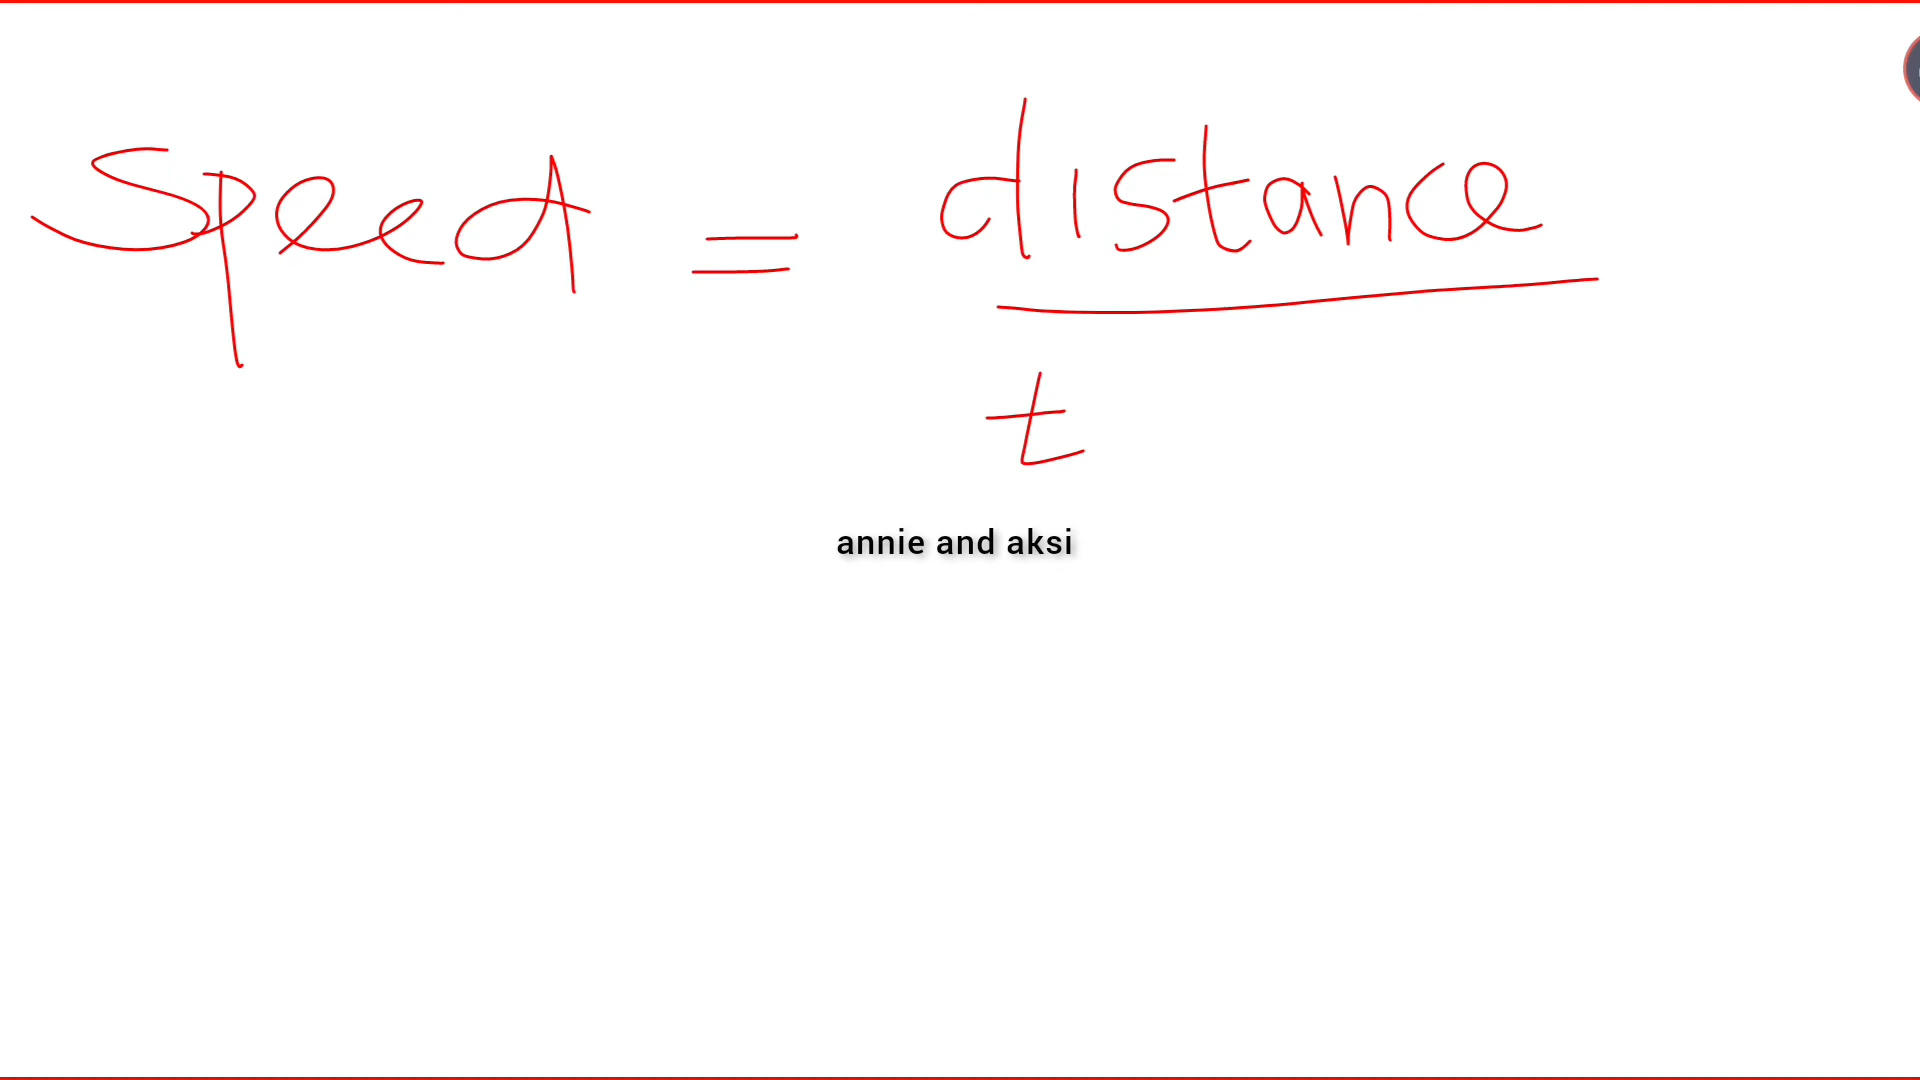 Speed = distance
t
annie and aksi